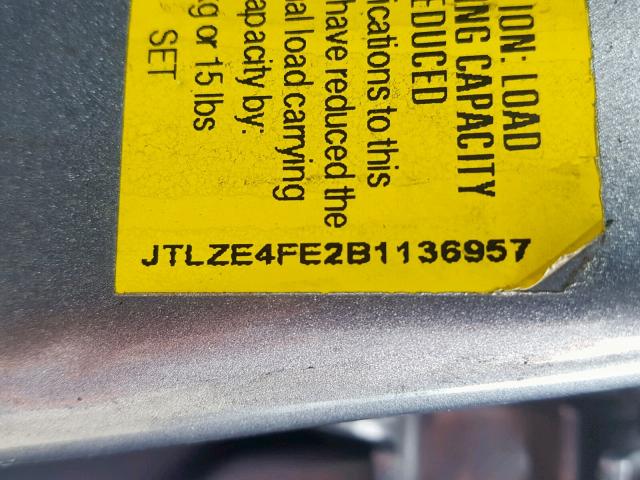 ION: LOAD
NG CAPACITY
EDUCED
ications to this
have reduced the
al load carrying
apacity by:
kg or 15 lbs
SET
JTLZE4FE2B1136957